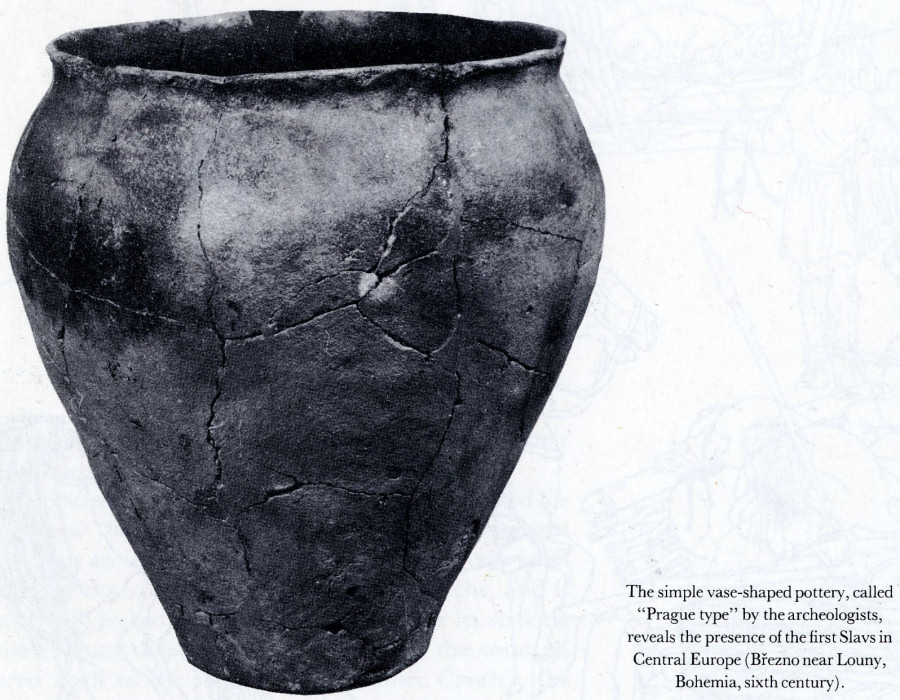 The simple vase-shaped pottery, called
“Prague type” by the archeologists,
reveals the presence of the first Slavs in
Central Europe (Březno near Louny,
Bohemia, sixth century).